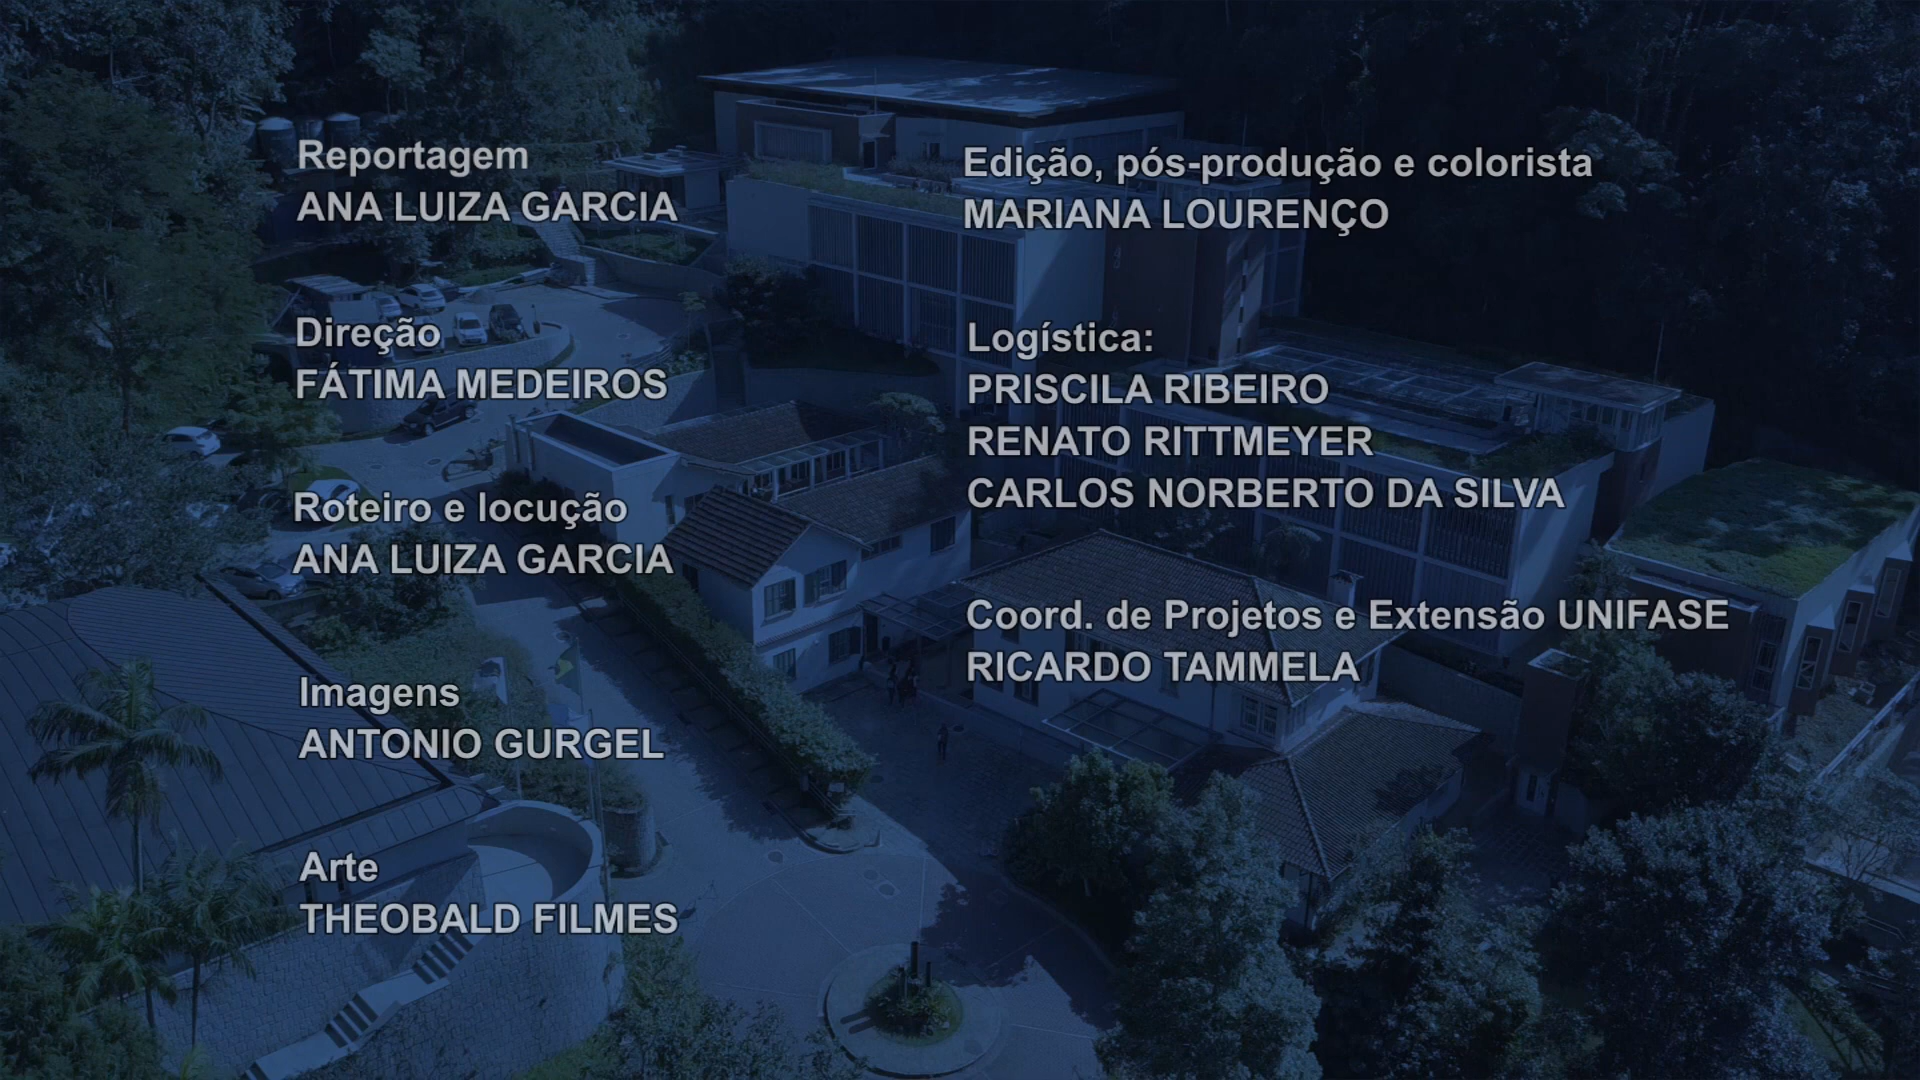 Reportagem
ANA LUIZA GARCIA
Direção
FÁTIMA MEDEIROS
Roteiro e locução
ANA LUIZA GARCIA
Imagens
ANTONIO GURGEL
Arte
THEOBALD FILMES
Edição, pós-produção e colorista
MARIANA LOURENÇO
Logística:
PRISCILA RIBEIRO
RENATO RITTMEYER
CARLOS NORBERTO DA SILVA
Coord. de Projetos e Extensão UNIFASE
RICARDO TAMMELA